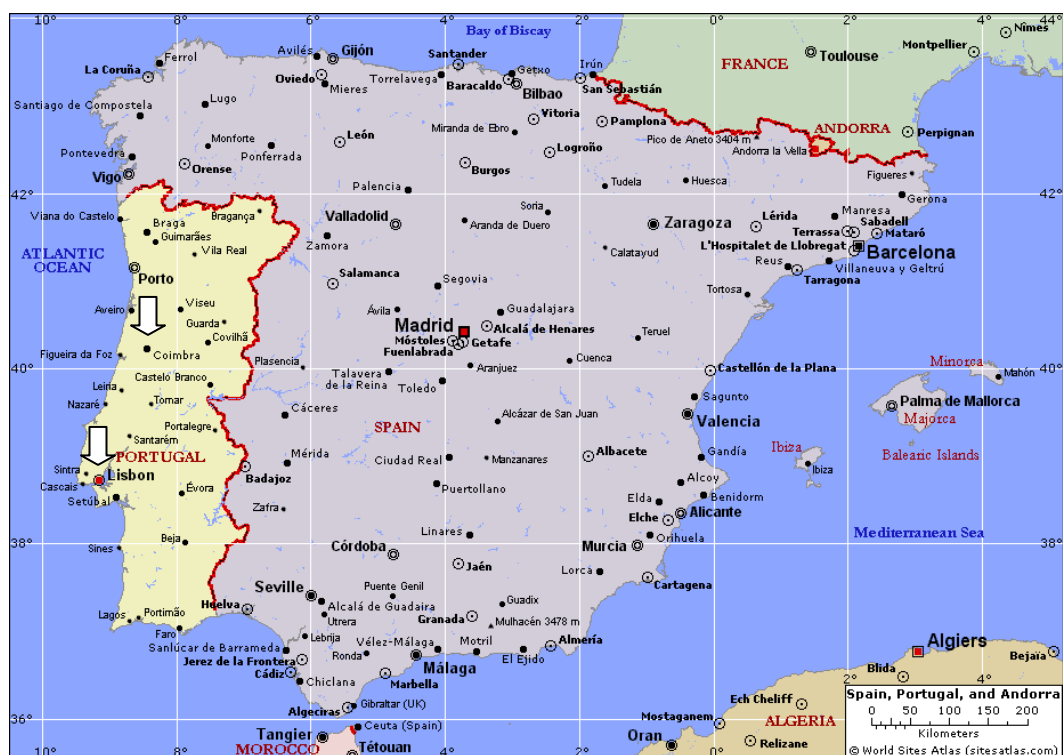 10°
8°
6°
4°
2°
0°
2°
4°
Bay of Biscay
Nîmes
Ferrol
Avilés
Gijón
Santander
Getxo
Irún
Toulouse
Montpellier
La Coruña
Oviedo
Mieres
Torrelavega
Baracaldo
Bilbao
San Sebastián
FRANCE
Santiago de Compostela
Lugo
León
Vitoria
Pamplona
ANDORRA
Perpignan
Monforte
Miranda de Ebro
Pico de Aneto 3404 m
Pontevedra
Ponferrada
Logroño
Andorra la Vella
Vigo
Orense
Burgos
Figueres
42°
Palencia
Tudela
Huesca
42°
Viana do Castelo
Bragança
Valladolid
Soria
Gerona
Braga
Aranda de Duero
Zaragoza
Lérida
Manresa
Sabadell
Guimarães
Zamora
Terrassa
Mataró
ATLANTIC
OCEAN
Vila Real
Calatayud
L'Hospitalet de Llobregat
Barcelona
Porto
Salamanca
Reus
Villaneuva y Geltrú
Segovia
Tarragona
Aveiro
Viseu
Ávila
Guadalajara
Tortosa
Guarda
Madrid
Alcalá de Henares
Covilhã
Móstoles
Getafe
Teruel
Figueira da Foz
Coimbra
Fuenlabrada
Plasencia
Cuenca
Minorca
40°
Talavera
de la Reina
Aranjuez
Castellón de la Plana
Mahón
40°
Leiria
Castelo Branco
Toledo
Nazaré
Tomar
Cáceres
Alcázar de San Juan
Sagunto
Palma de Mallorca
Portalegre
SPAIN
Valencia
Majorca
Santarém
PORTUGAL
Mérida
Ciudad Real
Manzanares
Albacete
Gandía
Ibiza
Balearic Islands
Sintra
Lisbon
Badajoz
Ibiza
Cascais
Évora
Puertollano
Alcoy
Setúbal
Zafra
Elda
Benidorm
Elche
Alicante
Sines
Beja
Linares
Orihuela
Mediterranean Sea
38°
Córdoba
Murcia
38°
Jaén
Lorca
Cartagena
Seville
Puente Genil
Huelva
Alcalá de Guadaira
Guadix
Lagos
Portimão
Utrera
Granada
Mulhacén 3478 m
Faro
Lebrija
Vélez-Málaga
Motril
Almería
Algiers
Sanlúcar de Barrameda
Ronda
El Ejido
Jerez de la Frontera
Málaga
Bejaïa
Cádiz
Marbella
Blida
2°
4°
Chiclana
Spain, Portugal, and Andorra
Gibraltar (UK)
Ech Cheliff
0 50 100 150 200
36°
Algeciras
Ceuta (Spain)
Mostaganem
0°
ALGERIA
Kilometers
Tangier
Oran
Relizane
MOROCCO
Tétouan
© World Sites Atlas (sitesatlas.com)